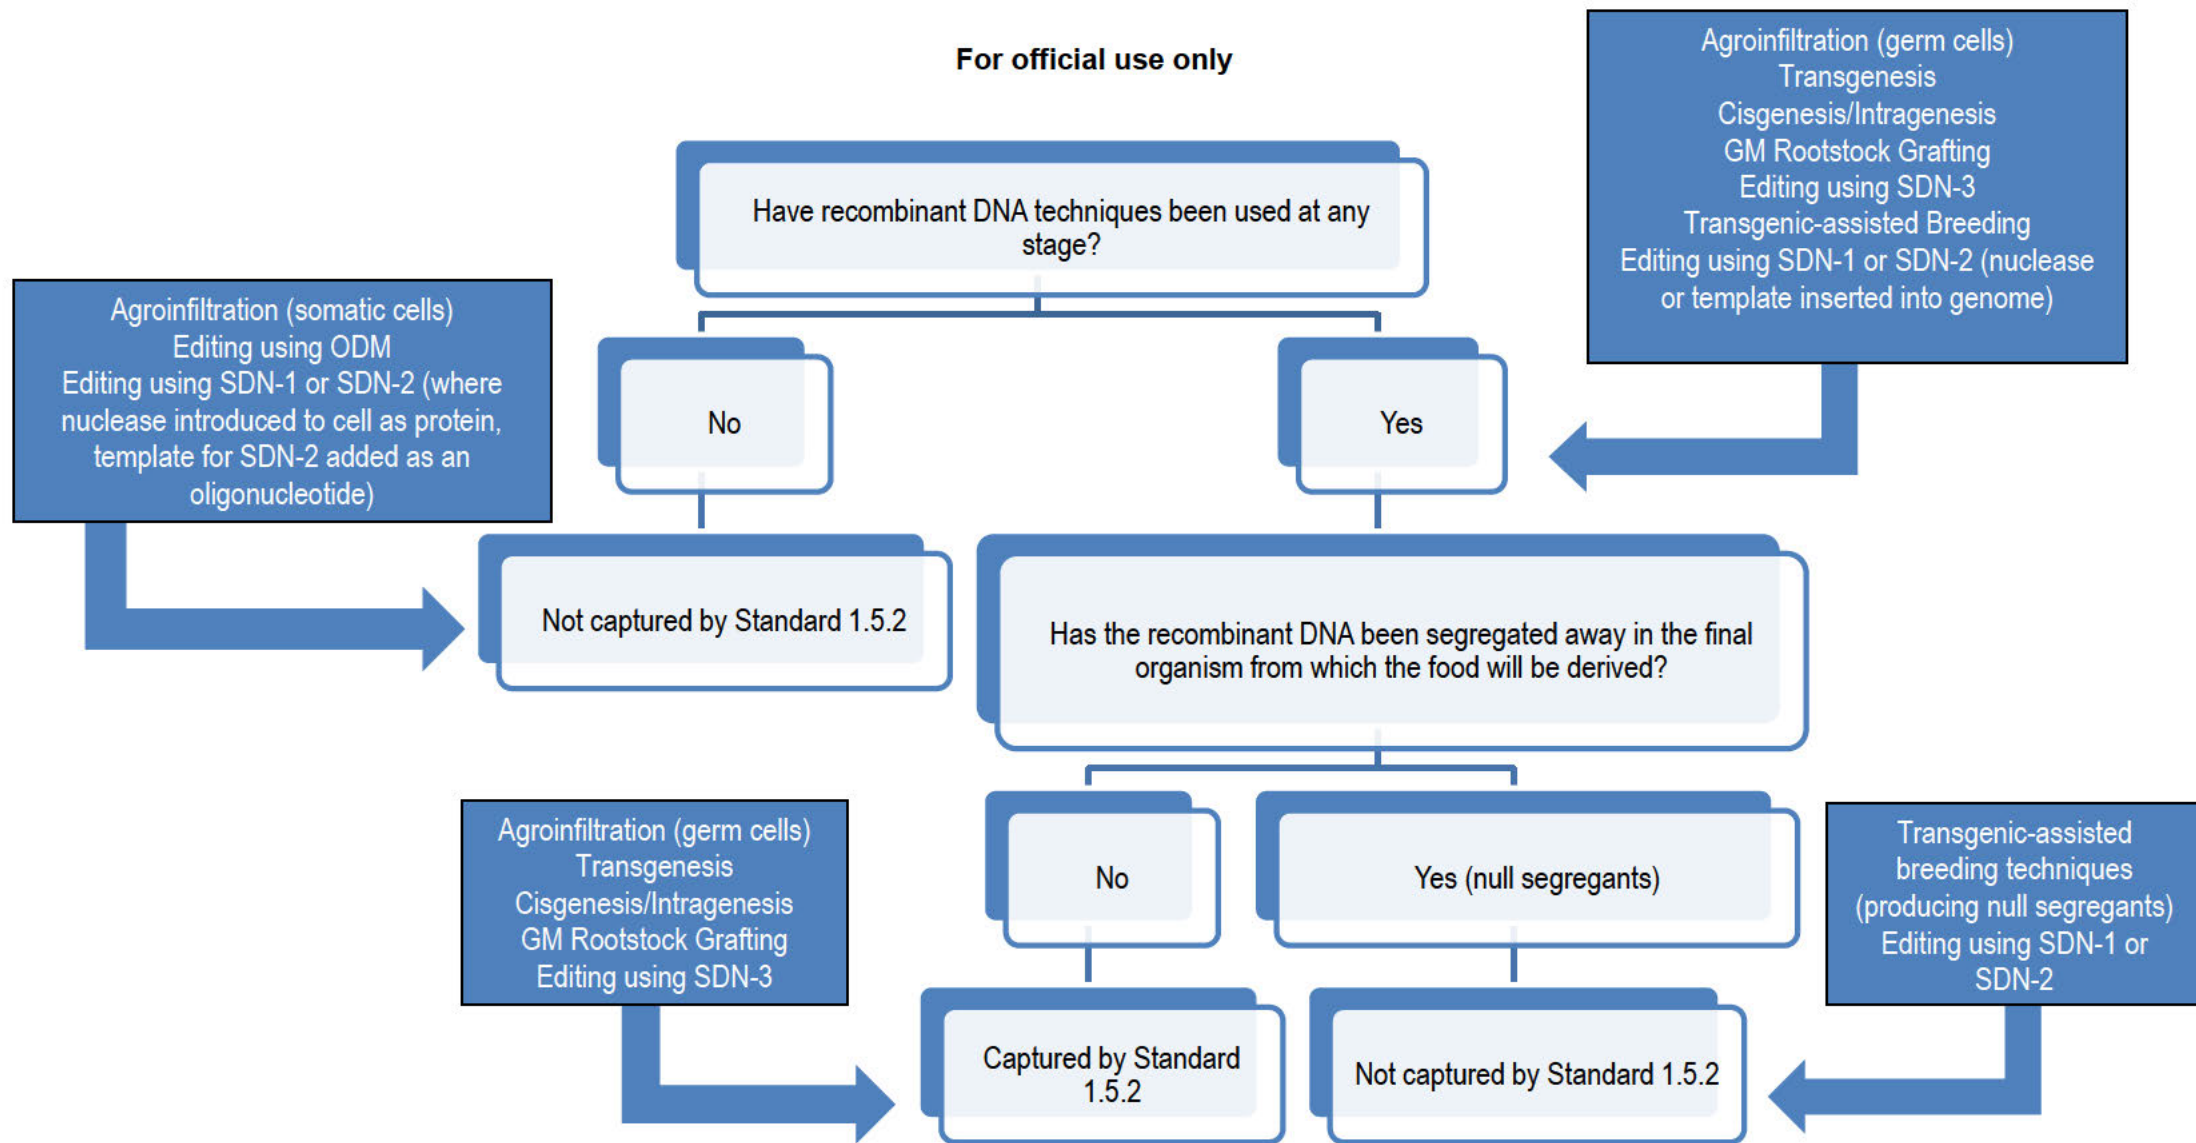 For official use only
Agroinfiltration (germ cells)
Transgenesis
Cisgenesis/Intragenesis
GM Rootstock Grafting
Editing using SDN-3
Transgenic-assisted Breeding
Editing using SDN-1 or SDN-2 (nuclease
or template inserted into genome)
Have recombinant DNA techniques been used at any
stage?
Agroinfiltration (somatic cells)
Editing using ODM
Editing using SDN-1 or SDN-2 (where
nuclease introduced to cell as protein,
template for SDN-2 added as an
oligonucleotide)
No
Yes
Not captured by Standard 1.5.2
Has the recombinant DNA been segregated away in the final
organism from which the food will be derived?
Agroinfiltration (germ cells)
Transgenesis
Cisgenesis/Intragenesis
GM Rootstock Grafting
Editing using SDN-3
No
Yes (null segregants)
Transgenic-assisted
breeding techniques
(producing null segregants)
Editing using SDN-1 or
SDN-2
Captured by Standard
1.5.2
Not captured by Standard 1.5.2